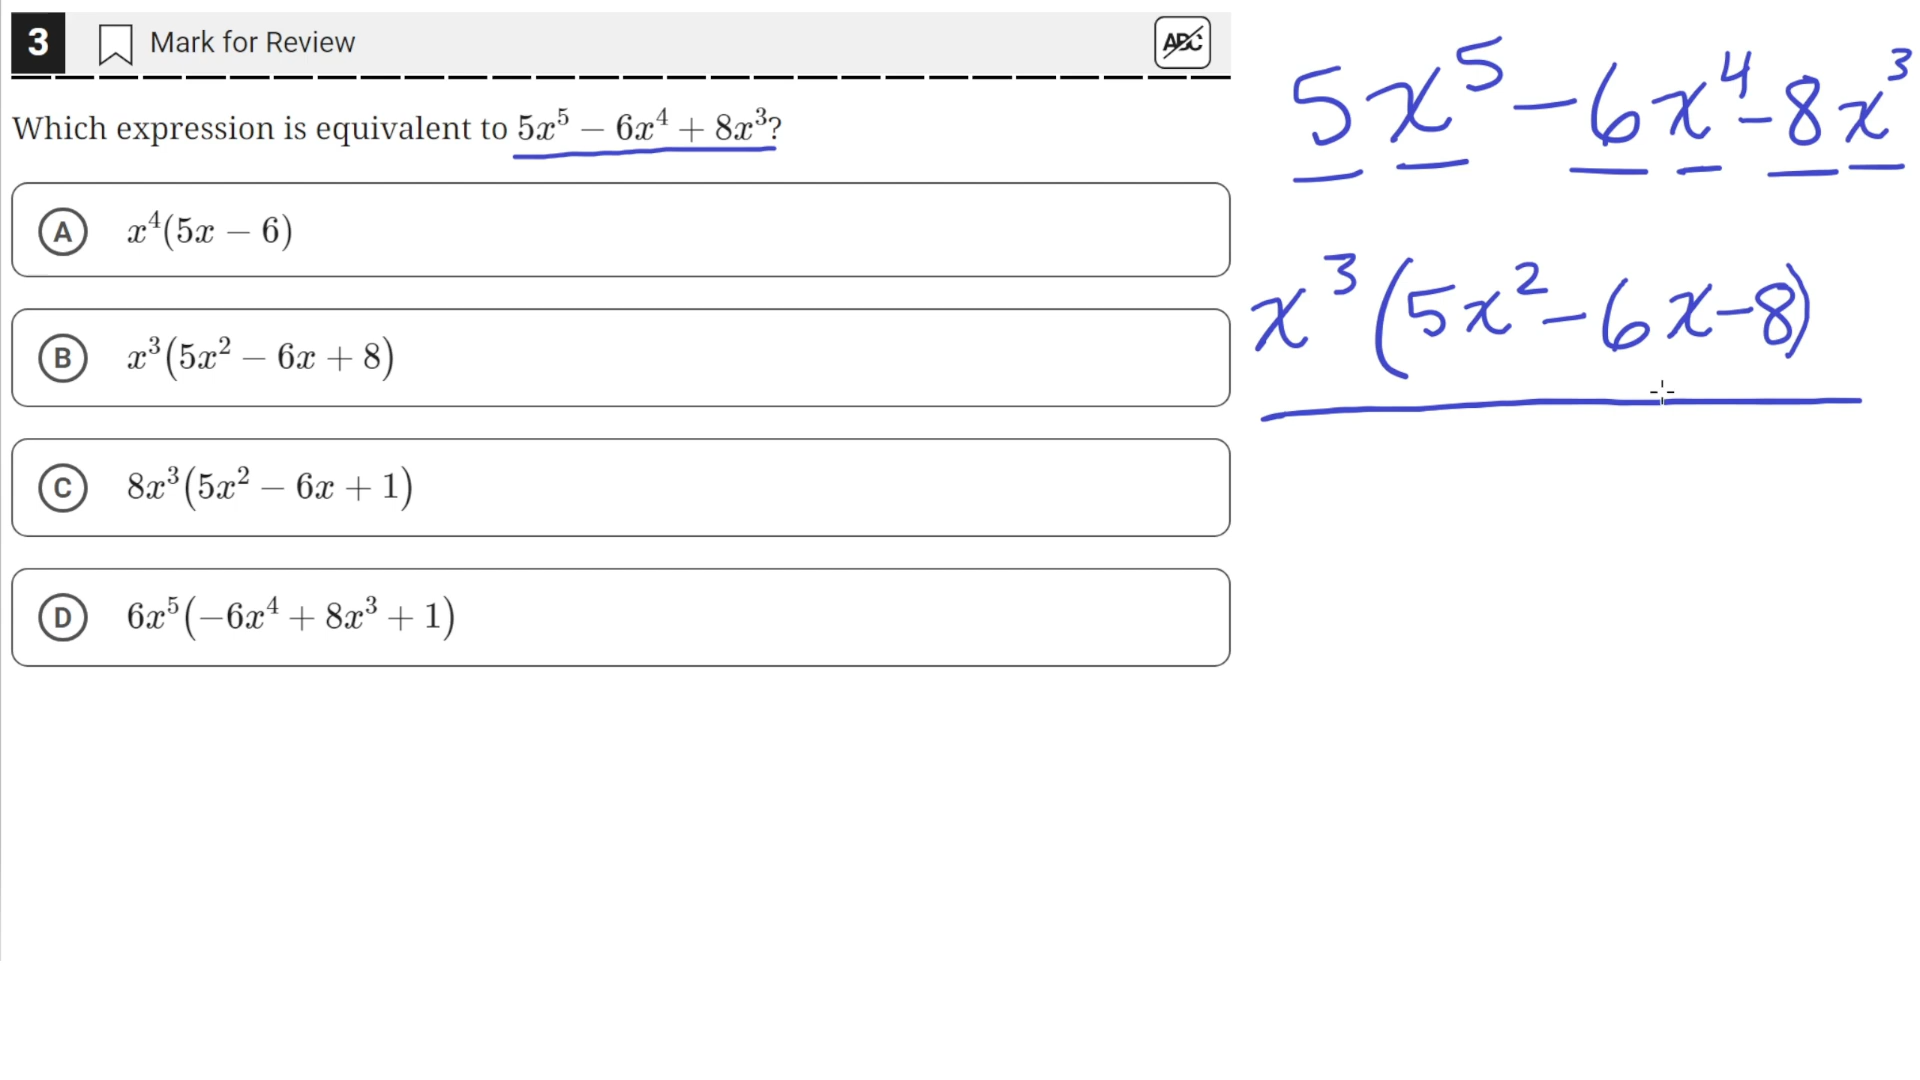 3 Mark for Review ABC
Which expression is equivalent to 5x⁵ − 6x⁴ + 8x³?
A x⁴(5x − 6)
B x³(5x² − 6x + 8)
C 8x³(5x² − 6x + 1)
D 6x⁵(−6x⁴ + 8x³ + 1)
5x⁵ − 6x⁴ − 8x³
x³(5x² − 6x − 8)